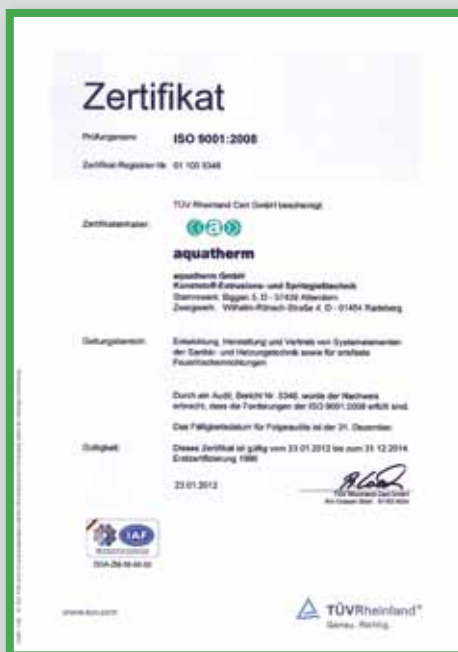 Zertifikat
Prüfungsnorm ISO 9001:2008
Zertifikat-Registrier-Nr. 01 100 5348
TÜV Rheinland Cert GmbH bescheinigt:
Zertifikatsinhaber:
aquatherm
aquatherm GmbH
Kunststoff-Extrusions- und Spritzgießtechnik
Stammwerk: Biggen 5, D - 57439 Attendorn
Zweigwerk: Wilhelm-Rönsch-Straße 4, D - 01454 Radeberg
Geltungsbereich: Entwicklung, Herstellung und Vertrieb von Systemelementen
der Sanitär- und Heizungstechnik sowie für ortsfeste
Feuerlöscheinrichtungen
Durch ein Audit, Bericht Nr. 5348, wurde der Nachweis
erbracht, dass die Forderungen der ISO 9001:2008 erfüllt sind.
Das Fälligkeitsdatum für Folgeaudits ist der 31. Dezember.
Gültigkeit: Dieses Zertifikat ist gültig vom 23.01.2012 bis zum 31.12.2014.
Erstzertifizierung 1996
23.01.2012
TÜV Rheinland Cert GmbH
IAF
www.tuv.com
TÜVRheinland®
Genau. Richtig.